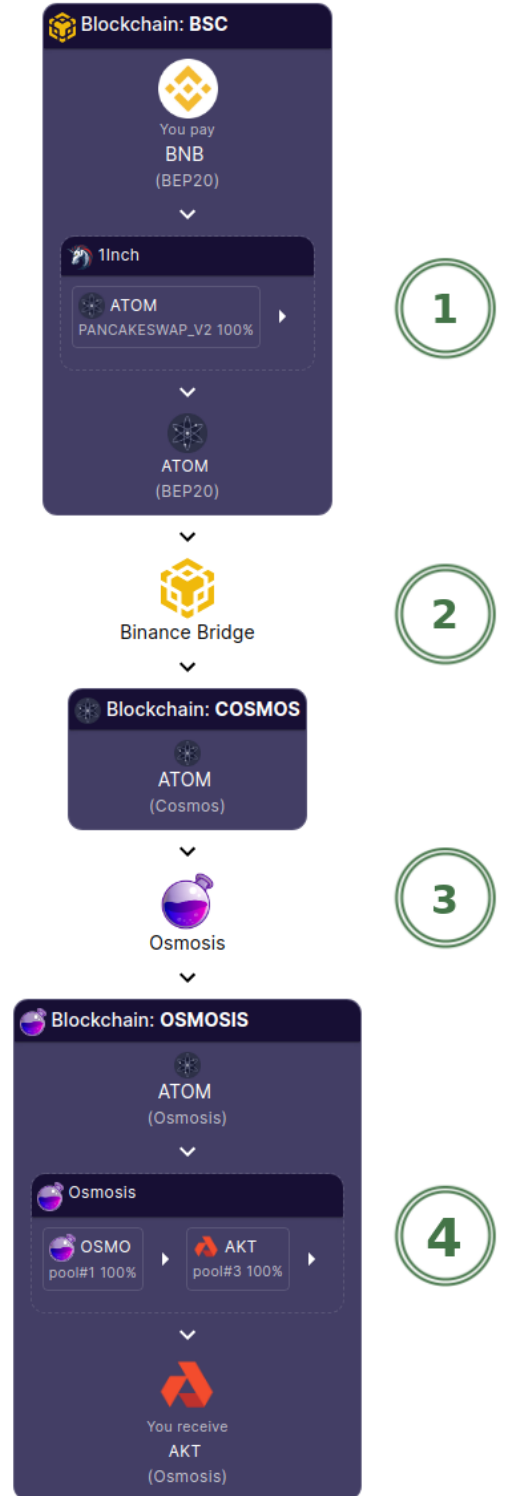 Blockchain: BSC
You pay
BNB
(BEP20)
1Inch
ATOM
PANCAKESWAP_V2 100%
1
ATOM
(BEP20)
Binance Bridge
2
Blockchain: COSMOS
ATOM
(Cosmos)
Osmosis
3
Blockchain: OSMOSIS
ATOM
(Osmosis)
Osmosis
OSMO
pool#1 100%
AKT
pool#3 100%
4
You receive
AKT
(Osmosis)